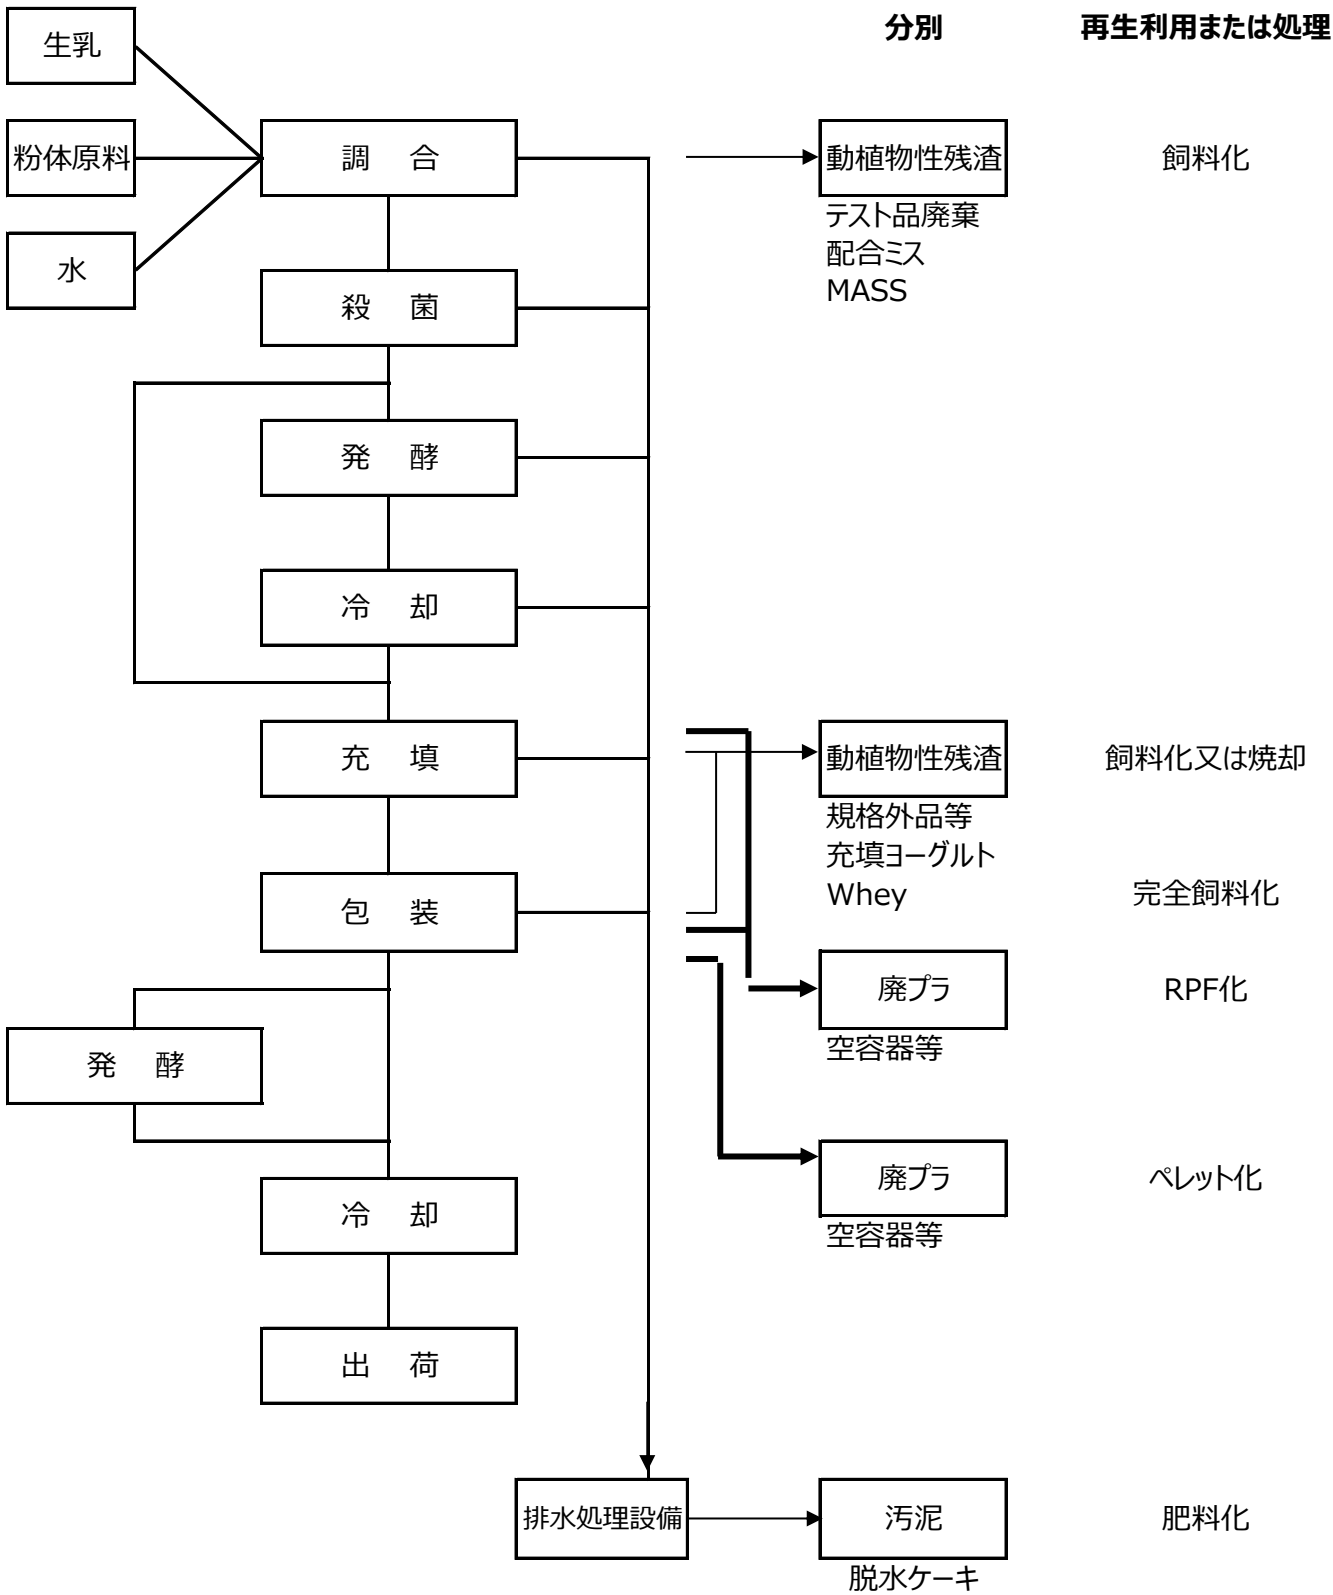 生乳
分別
再生利用または処理
粉体原料
調　合
動植物性残渣
飼料化
テスト品廃棄
配合ミス
MASS
水
殺　菌
発　酵
冷　却
充　填
動植物性残渣
飼料化又は焼却
規格外品等
充填ヨーグルト
Whey
完全飼料化
包　装
廃プラ
RPF化
空容器等
発　酵
廃プラ
ペレット化
空容器等
冷　却
出　荷
排水処理設備
汚泥
肥料化
脱水ケーキ